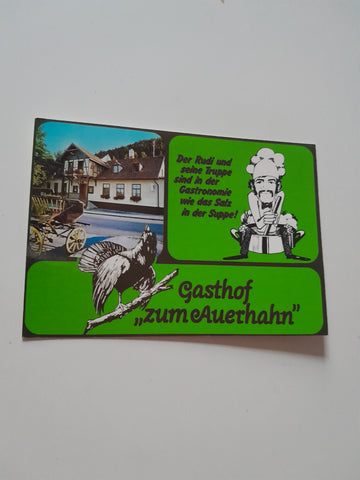 Der Rudi und
seine Truppe
sind in der
Gastronomie
wie das Salz
in der Suppe!
Gasthof
„zum Auerhahn”